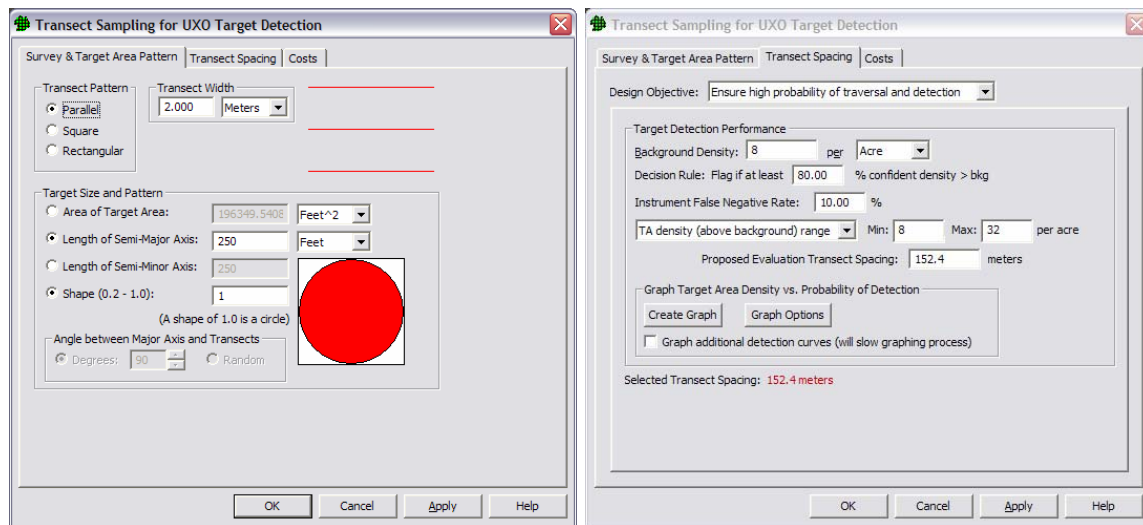 Transect Sampling for UXO Target Detection
Survey & Target Area Pattern Transect Spacing Costs
Transect Pattern
Parallel
Square
Rectangular
Transect Width
2.000 Meters
Target Size and Pattern
Area of Target Area: 196349.5408 Feet^2
Length of Semi-Major Axis: 250 Feet
Length of Semi-Minor Axis: 250
Shape (0.2 - 1.0): 1
(A shape of 1.0 is a circle)
Angle between Major Axis and Transects
Degrees: 90 Random
OK Cancel Apply Help
Transect Sampling for UXO Target Detection
Survey & Target Area Pattern Transect Spacing Costs
Design Objective: Ensure high probability of traversal and detection
Target Detection Performance
Background Density: 8 per Acre
Decision Rule: Flag if at least 80.00 % confident density > bkg
Instrument False Negative Rate: 10.00 %
TA density (above background) range Min: 8 Max: 32 per acre
Proposed Evaluation Transect Spacing: 152.4 meters
Graph Target Area Density vs. Probability of Detection
Create Graph Graph Options
Graph additional detection curves (will slow graphing process)
Selected Transect Spacing: 152.4 meters
OK Cancel Apply Help